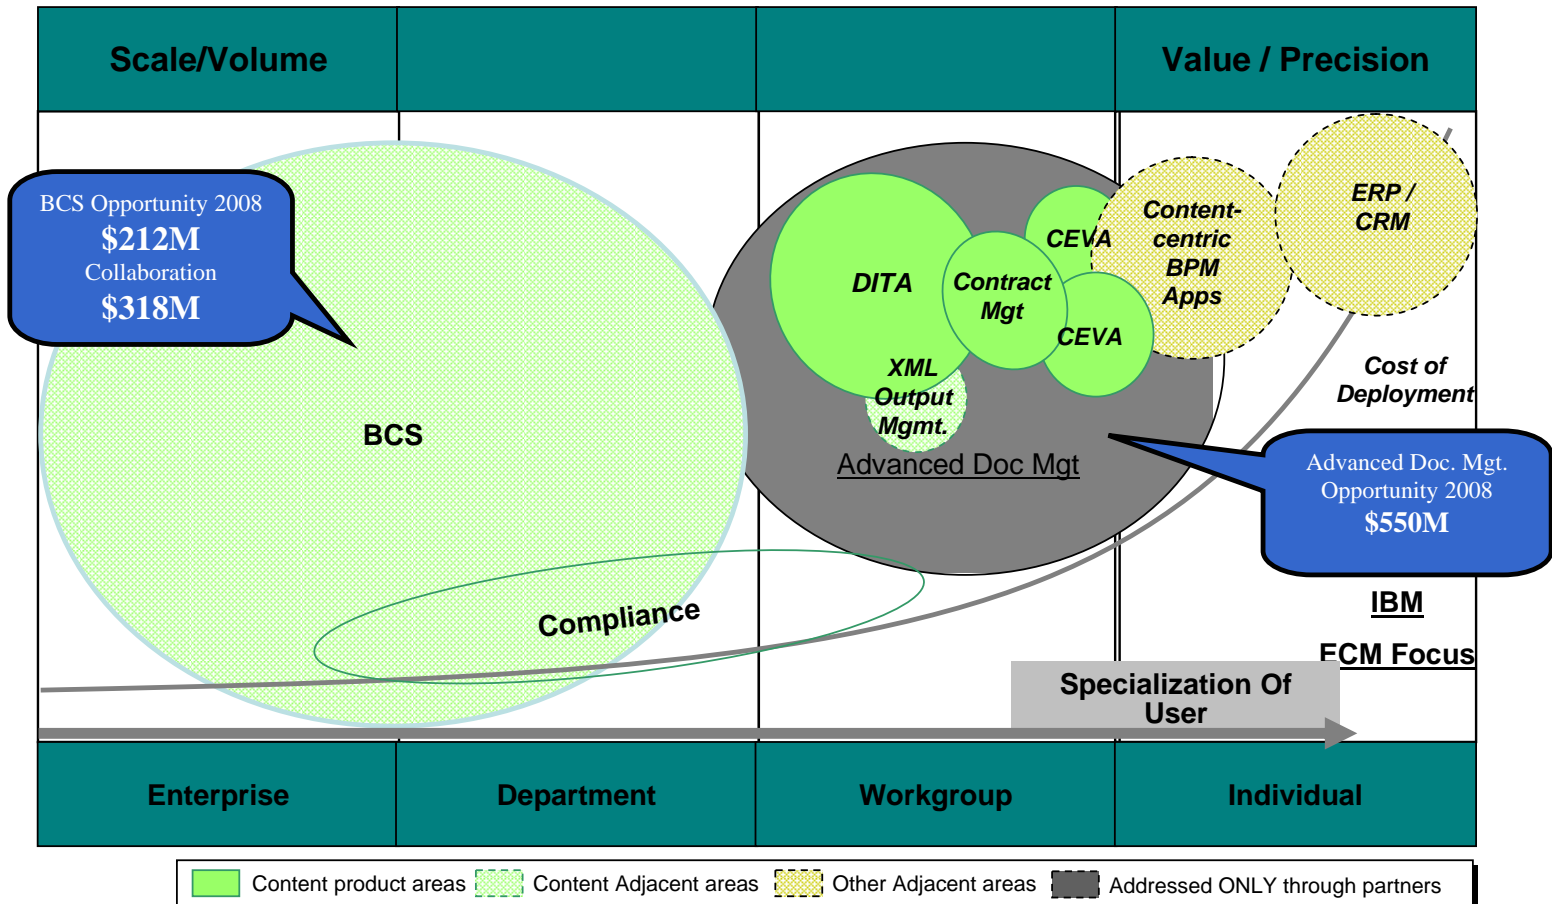 Scale/Volume
Value / Precision
BCS Opportunity 2008
$212M
Collaboration
$318M
BCS
DITA
Contract
Mgt
CEVA
CEVA
XML
Output
Mgmt.
Advanced Doc Mgt
Content-
centric
BPM
Apps
ERP /
CRM
Cost of
Deployment
Advanced Doc. Mgt.
Opportunity 2008
$550M
Compliance
IBM
ECM Focus
Specialization Of
User
Enterprise
Department
Workgroup
Individual
Content product areas
Content Adjacent areas
Other Adjacent areas
Addressed ONLY through partners